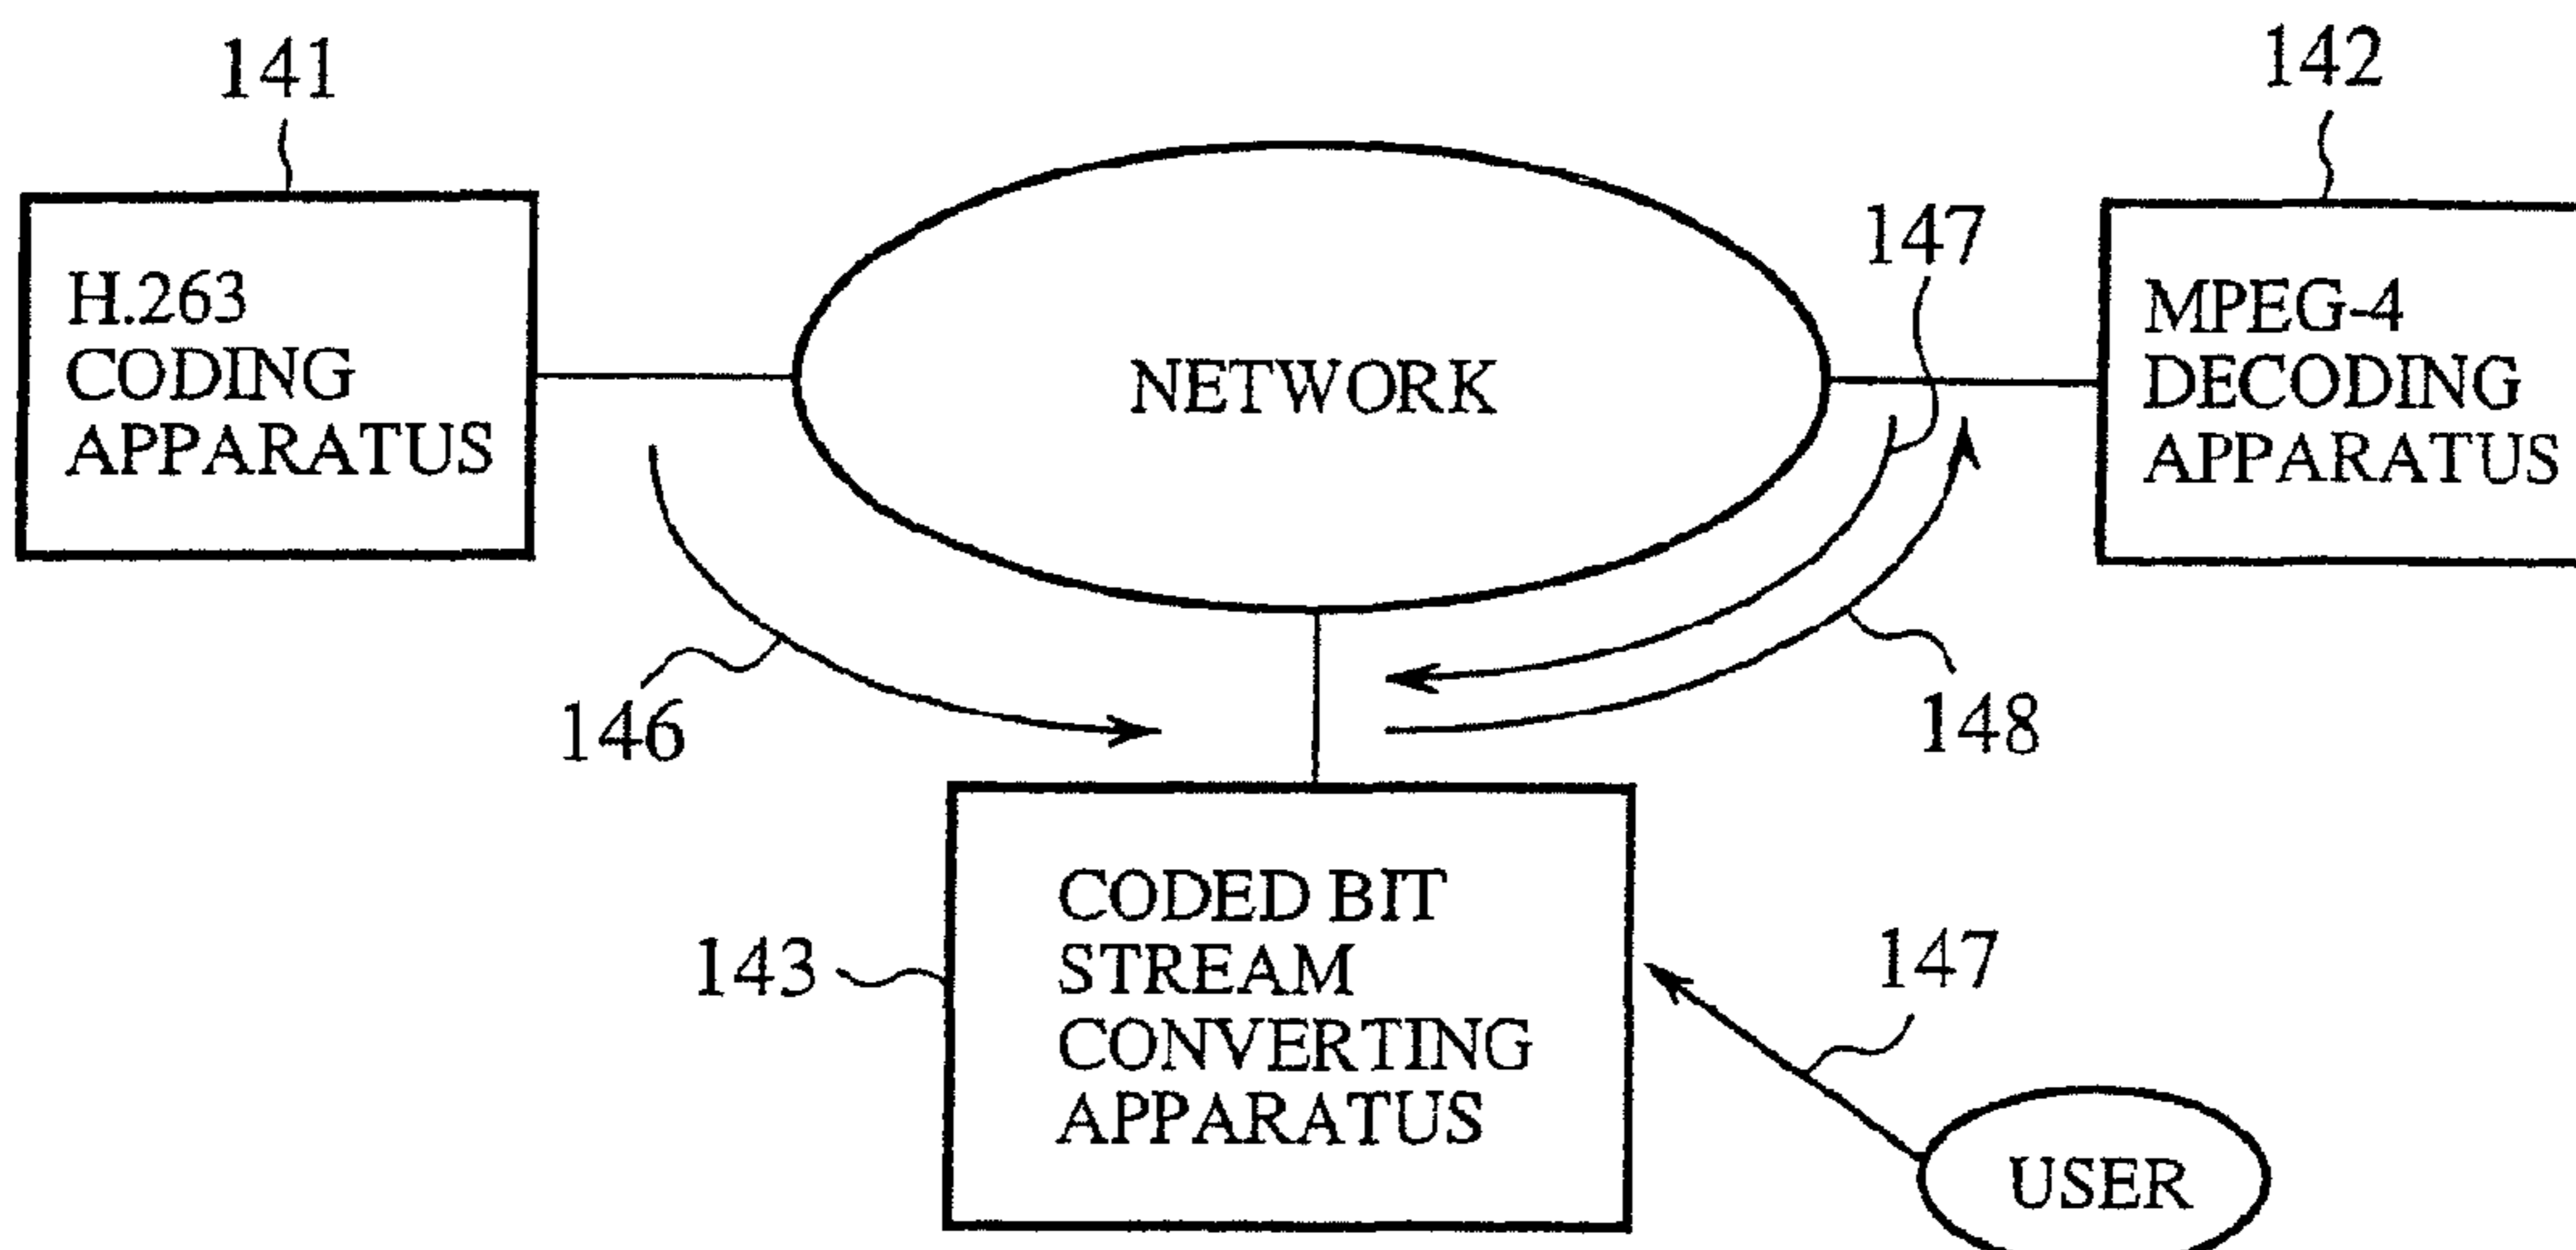 141
142
147
H.263
CODING
APPARATUS
NETWORK
MPEG-4
DECODING
APPARATUS
146
148
143
CODED BIT
STREAM
CONVERTING
APPARATUS
147
USER